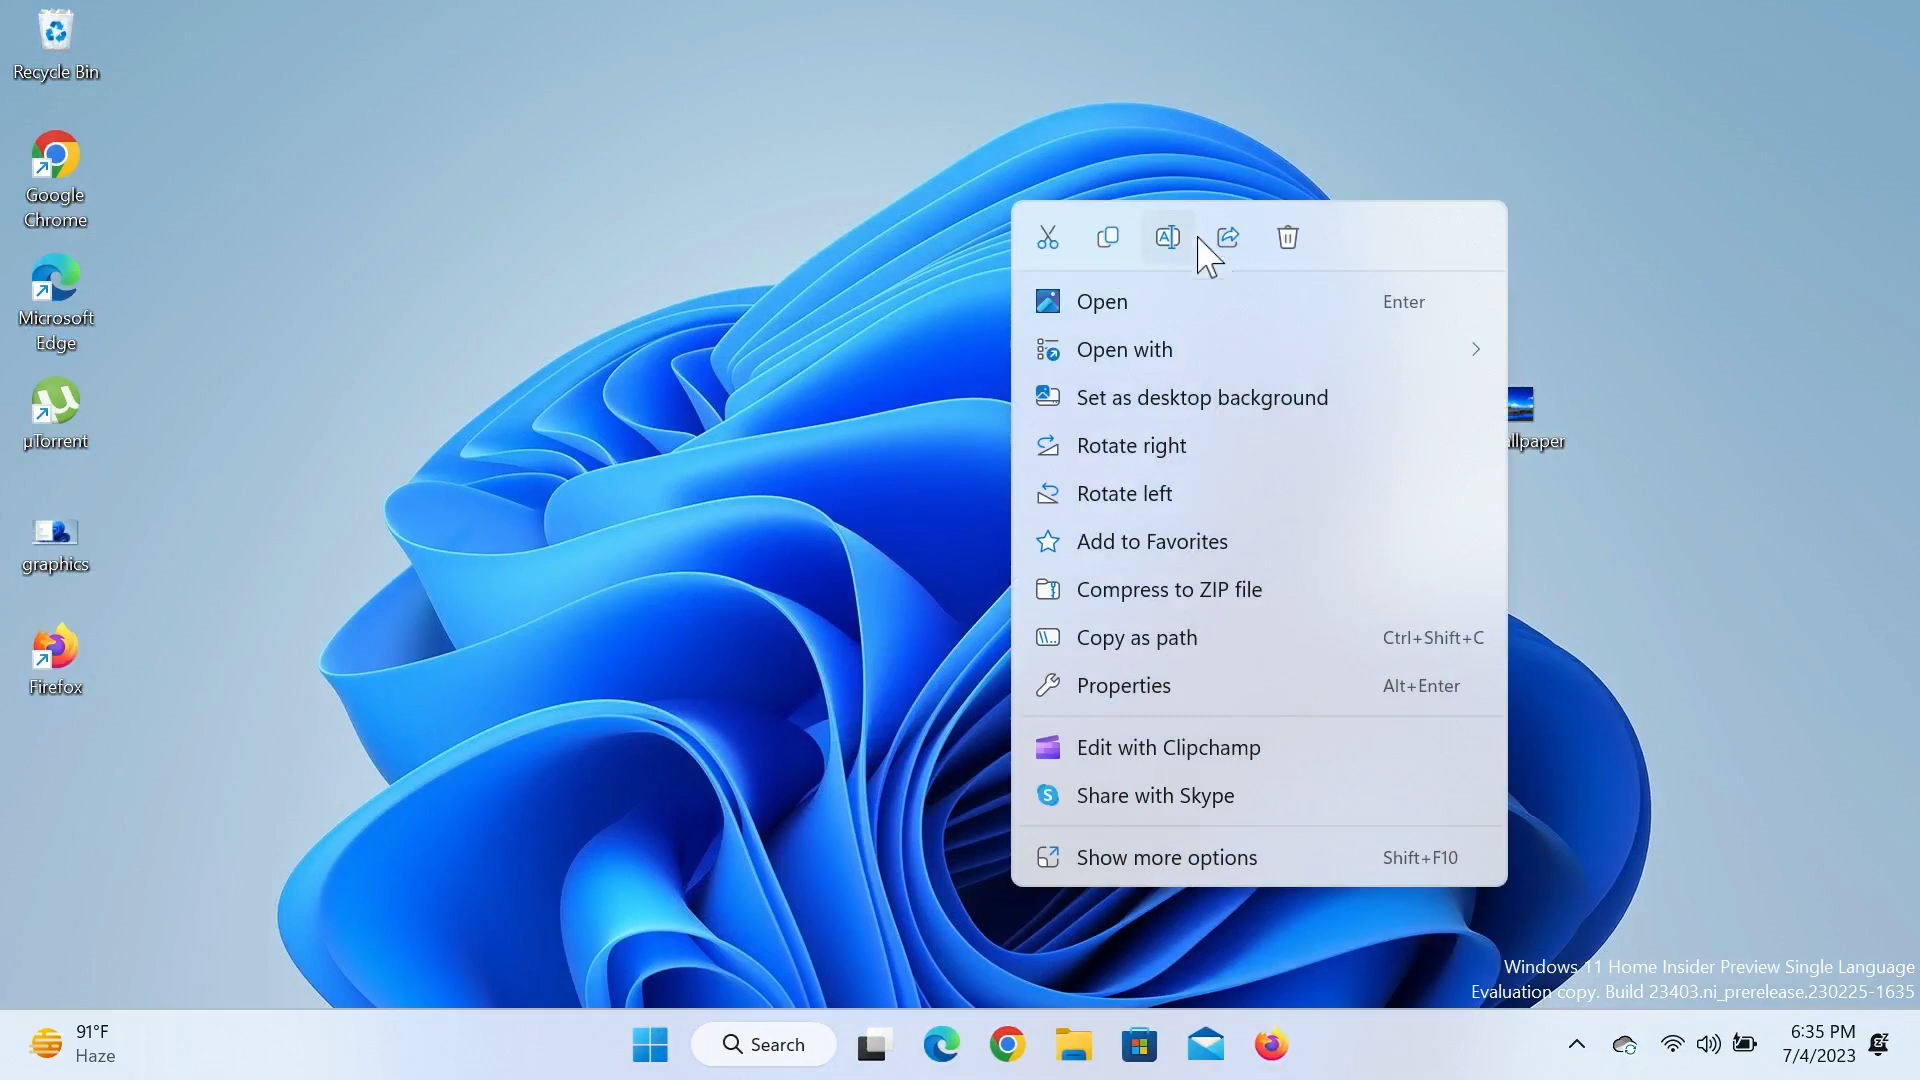 Recycle Bin
Google
Chrome
Microsoft
Edge
µTorrent
graphics
Firefox
Open Enter
Open with
Set as desktop background
Rotate right
Rotate left
Add to Favorites
Compress to ZIP file
Copy as path Ctrl+Shift+C
Properties Alt+Enter
Edit with Clipchamp
Share with Skype
Show more options Shift+F10
llpaper
Windows 11 Home Insider Preview Single Language
Evaluation copy. Build 23403.ni_prerelease.230225-1635
91°F
Haze
Search
6:35 PM
7/4/2023